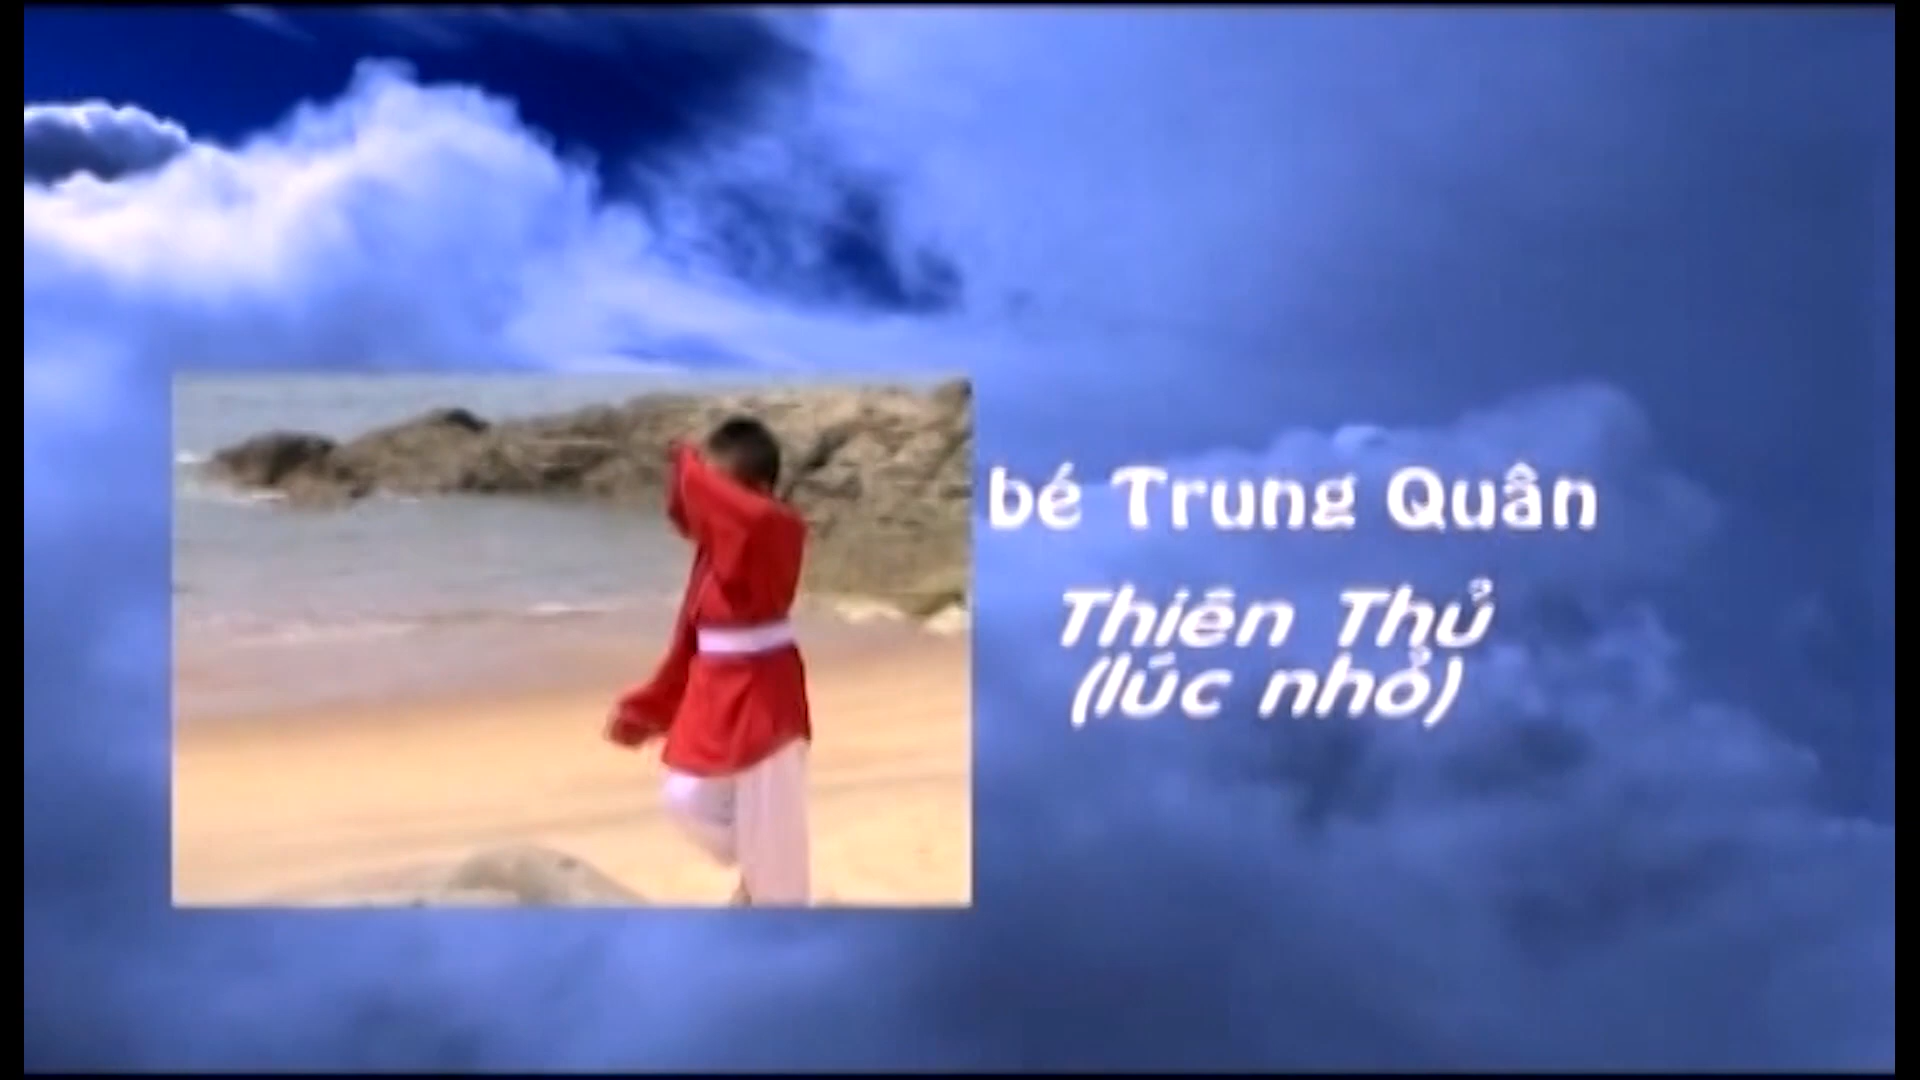 bé Trung Quân
Thiên Thủ
(lúc nhỏ)